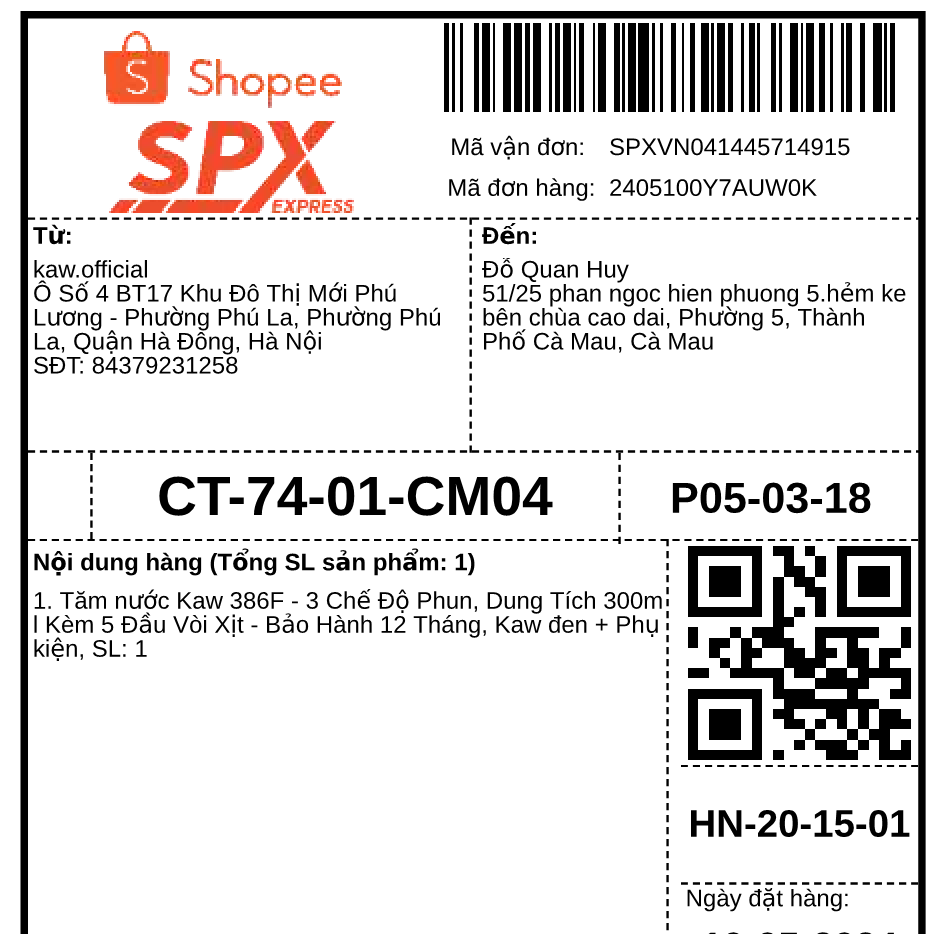 Shopee
SPX
EXPRESS
Mã vận đơn: SPXVN041445714915
Mã đơn hàng: 2405100Y7AUW0K
Từ:
kaw.official
Ô Số 4 BT17 Khu Đô Thị Mới Phú
Lương - Phường Phú La, Phường Phú
La, Quận Hà Đông, Hà Nội
SĐT: 84379231258
Đến:
Đỗ Quan Huy
51/25 phan ngoc hien phuong 5.hẻm ke
bên chùa cao dai, Phường 5, Thành
Phố Cà Mau, Cà Mau
CT-74-01-CM04
P05-03-18
Nội dung hàng (Tổng SL sản phẩm: 1)
1. Tăm nước Kaw 386F - 3 Chế Độ Phun, Dung Tích 300m
l Kèm 5 Đầu Vòi Xịt - Bảo Hành 12 Tháng, Kaw đen + Phụ
kiện, SL: 1
HN-20-15-01
Ngày đặt hàng: